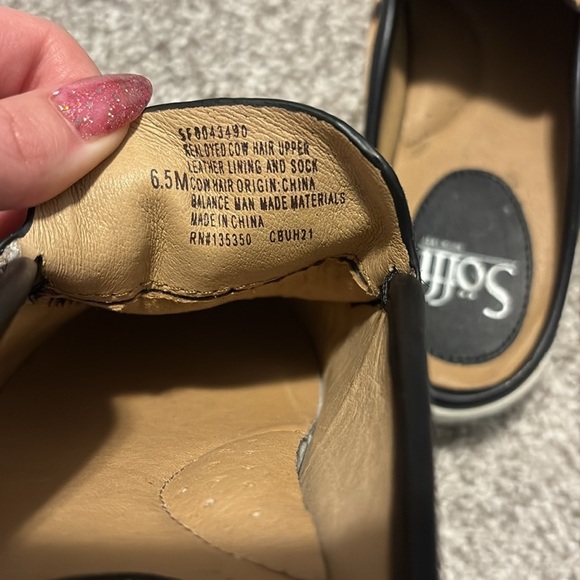 SF0043490
REAL DYED COW HAIR UPPER
LEATHER LINING AND SOCK
6.5M COW HAIR ORIGIN: CHINA
BALANCE MAN MADE MATERIALS
MADE IN CHINA
RN#135350 CBUH21
Söfft